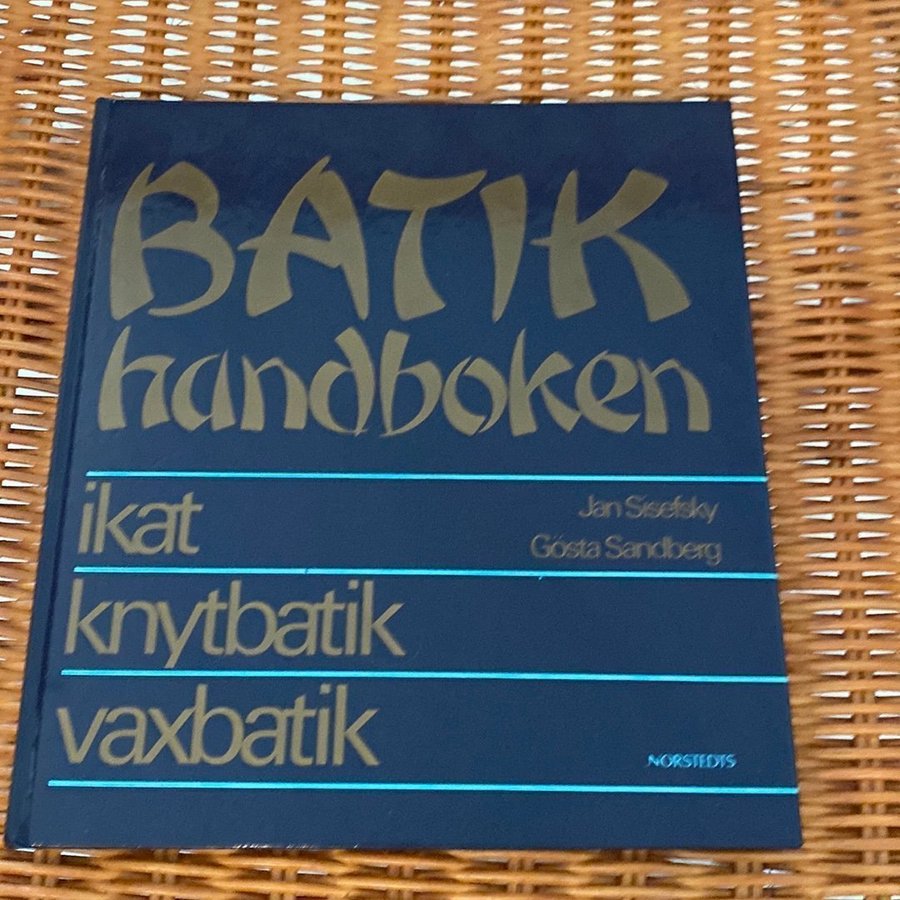 BATIK
handboken
ikat
Jan Sisefsky
Gösta Sandberg
knytbatik
vaxbatik
NORSTEDTS